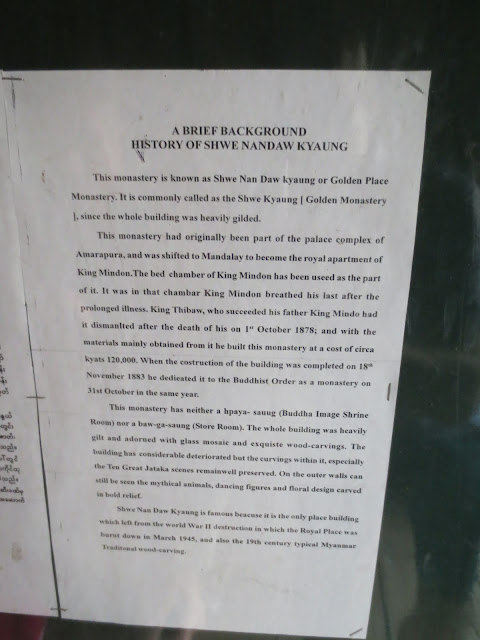 A BRIEF BACKGROUND
HISTORY OF SHWE NANDAW KYAUNG
This monastery is known as Shwe Nan Daw kyaung or Golden Place
Monastery. It is commonly called as the Shwe Kyaung [ Golden Monastery
], since the whole building was heavily gilded.
This monastery had originally been part of the palace complex of
Amarapura, and was shifted to Mandalay to become the royal apartment of
King Mindon.The bed chamber of King Mindon has been useed as the part
of it. It was in that chambar King Mindon breathed his last after the
prolonged illness. King Thibaw, who succeeded his father King Mindo had
it dismanlted after the death of his on 1st October 1878; and with the
materials mainly obtained from it he built this monastery at a cost of circa
kyats 120,000. When the costruction of the building was completed on 18th
November 1883 he dedieated it to the Buddhist Order as a monastery on
31st October in the same year.
This monastery has neither a hpaya- sauug (Buddha Image Shrine
Room) nor a baw-ga-saung (Store Room). The whole building was heavily
gilt and adorned with glass mosaic and exquiste wood-carvings. The
building has considerable deteriorated but the curvings within it, especially
the Ten Great Jataka scenes remainwell preserved. On the outer walls can
still be seen the mythical animals, dancing figures and floral design carved
in bold relief.
Shwe Nan Daw Kyaung is famous beacuse it is the only place building
which left from the world War II destruction in which the Royal Place was
burnt down in March 1945, and also the 19th century typical Myanmar
Traditonal wood-carving.